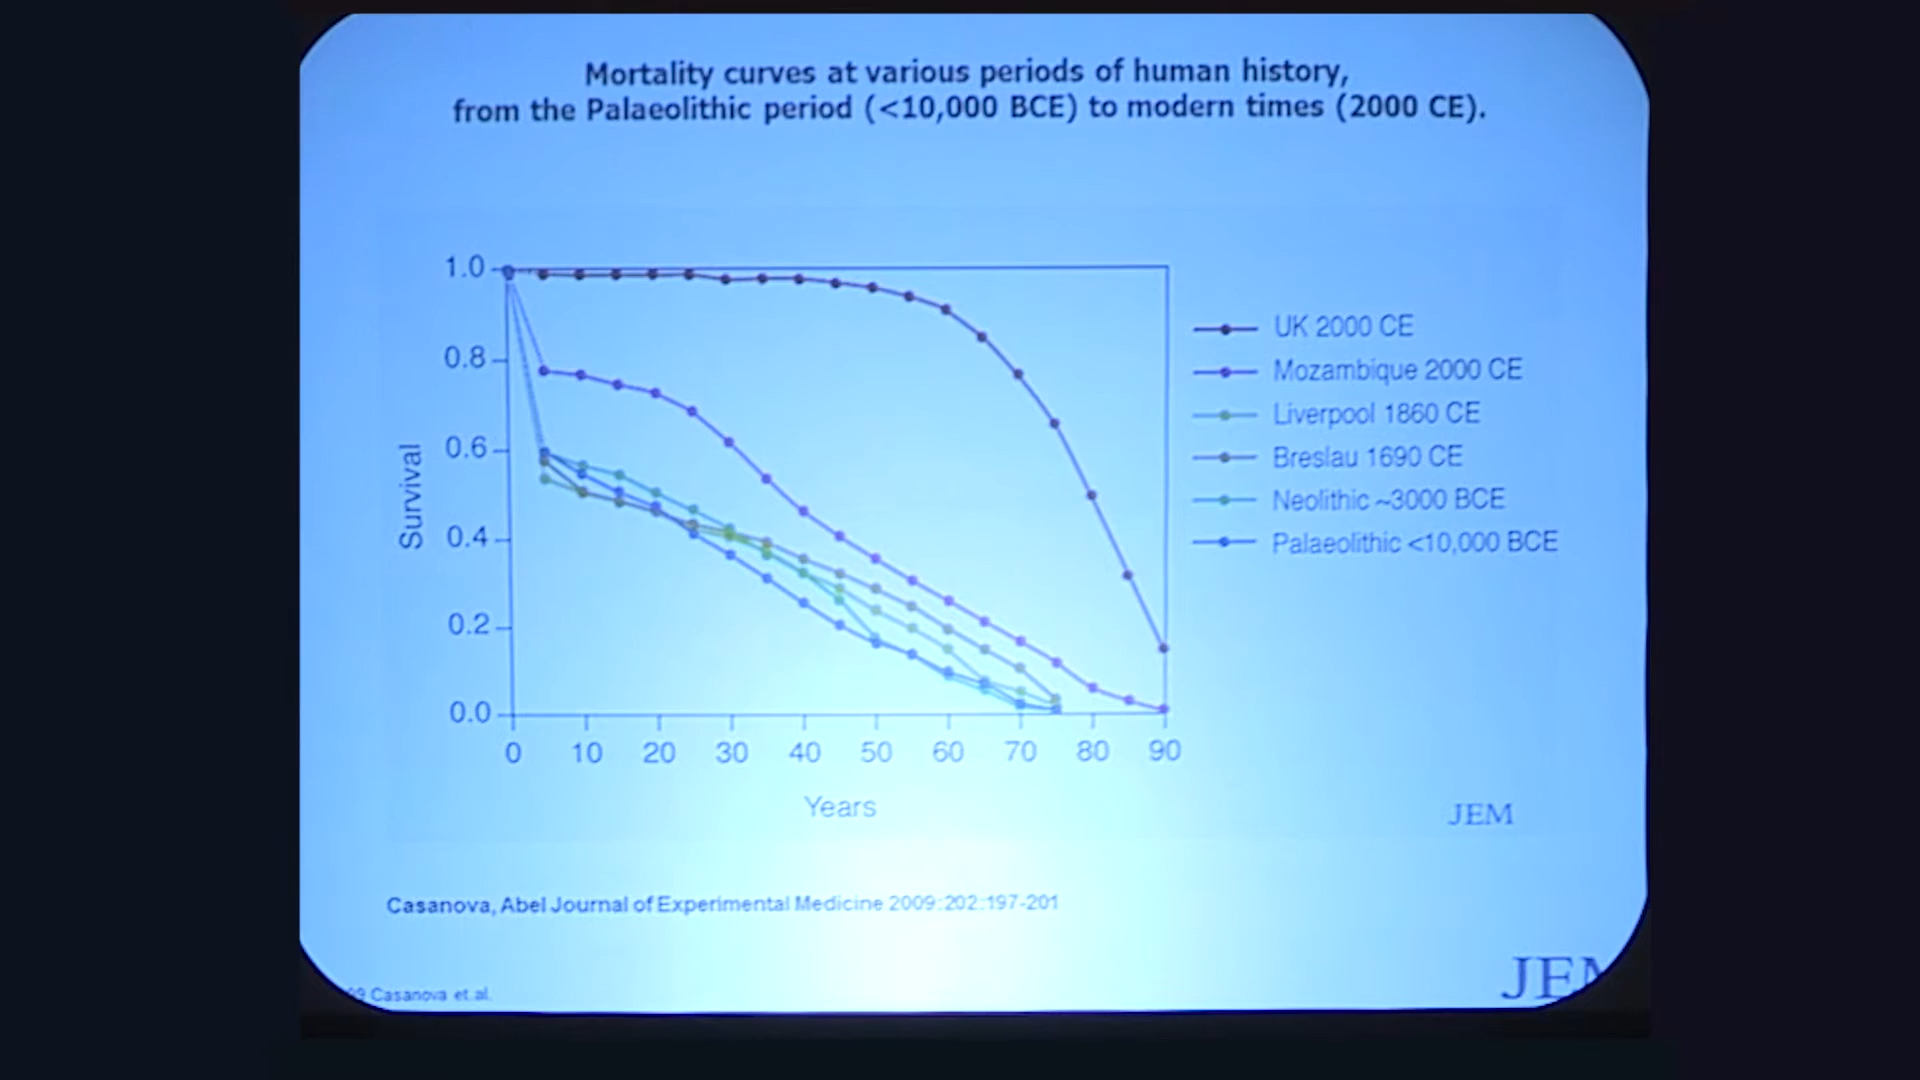 Mortality curves at various periods of human history,
from the Palaeolithic period (<10,000 BCE) to modern times (2000 CE).
1.0
0.8
0.6
0.4
0.2
0.0
Survival
0 10 20 30 40 50 60 70 80 90
Years
UK 2000 CE
Mozambique 2000 CE
Liverpool 1860 CE
Breslau 1690 CE
Neolithic ~3000 BCE
Palaeolithic <10,000 BCE
JEM
Casanova, Abel Journal of Experimental Medicine 2009:202:197-201
Casanova et al.